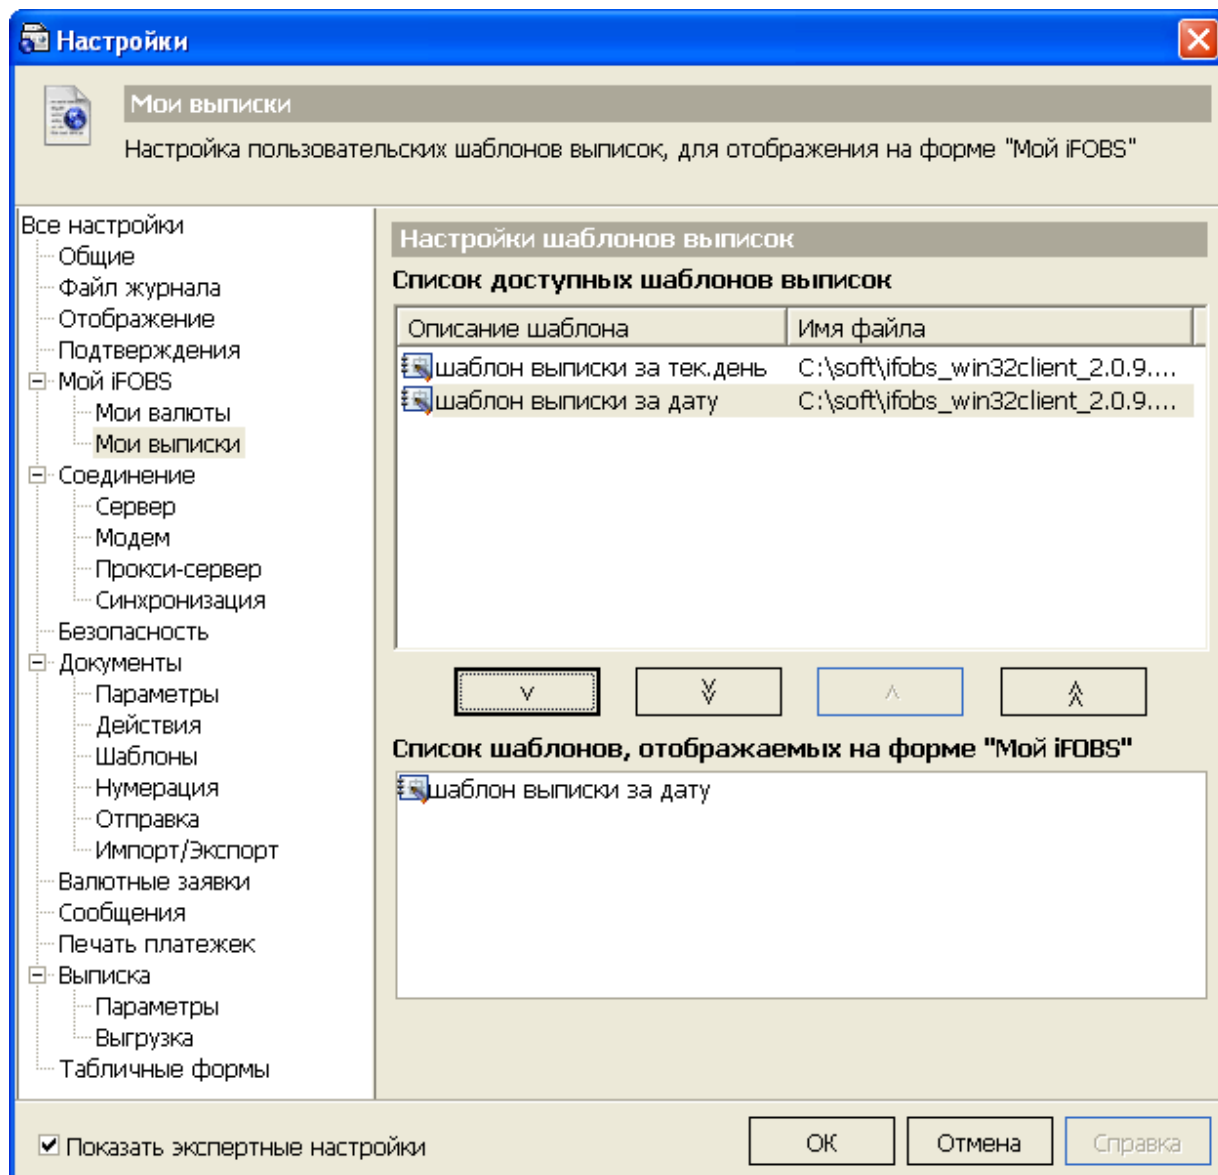 Настройки
Мои выписки
Настройка пользовательских шаблонов выписок, для отображения на форме "Мой iFOBS"
Все настройки
Общие
Файл журнала
Отображение
Подтверждения
Мой iFOBS
Мои валюты
Мои выписки
Соединение
Сервер
Модем
Прокси-сервер
Синхронизация
Безопасность
Документы
Параметры
Действия
Шаблоны
Нумерация
Отправка
Импорт/Экспорт
Валютные заявки
Сообщения
Печать платежек
Выписка
Параметры
Выгрузка
Табличные формы
Настройки шаблонов выписок
Список доступных шаблонов выписок
Описание шаблона Имя файла
шаблон выписки за тек.день C:\soft\ifobs_win32client_2.0.9....
шаблон выписки за дату C:\soft\ifobs_win32client_2.0.9....
Список шаблонов, отображаемых на форме "Мой iFOBS"
шаблон выписки за дату
Показать экспертные настройки
ОК Отмена Справка